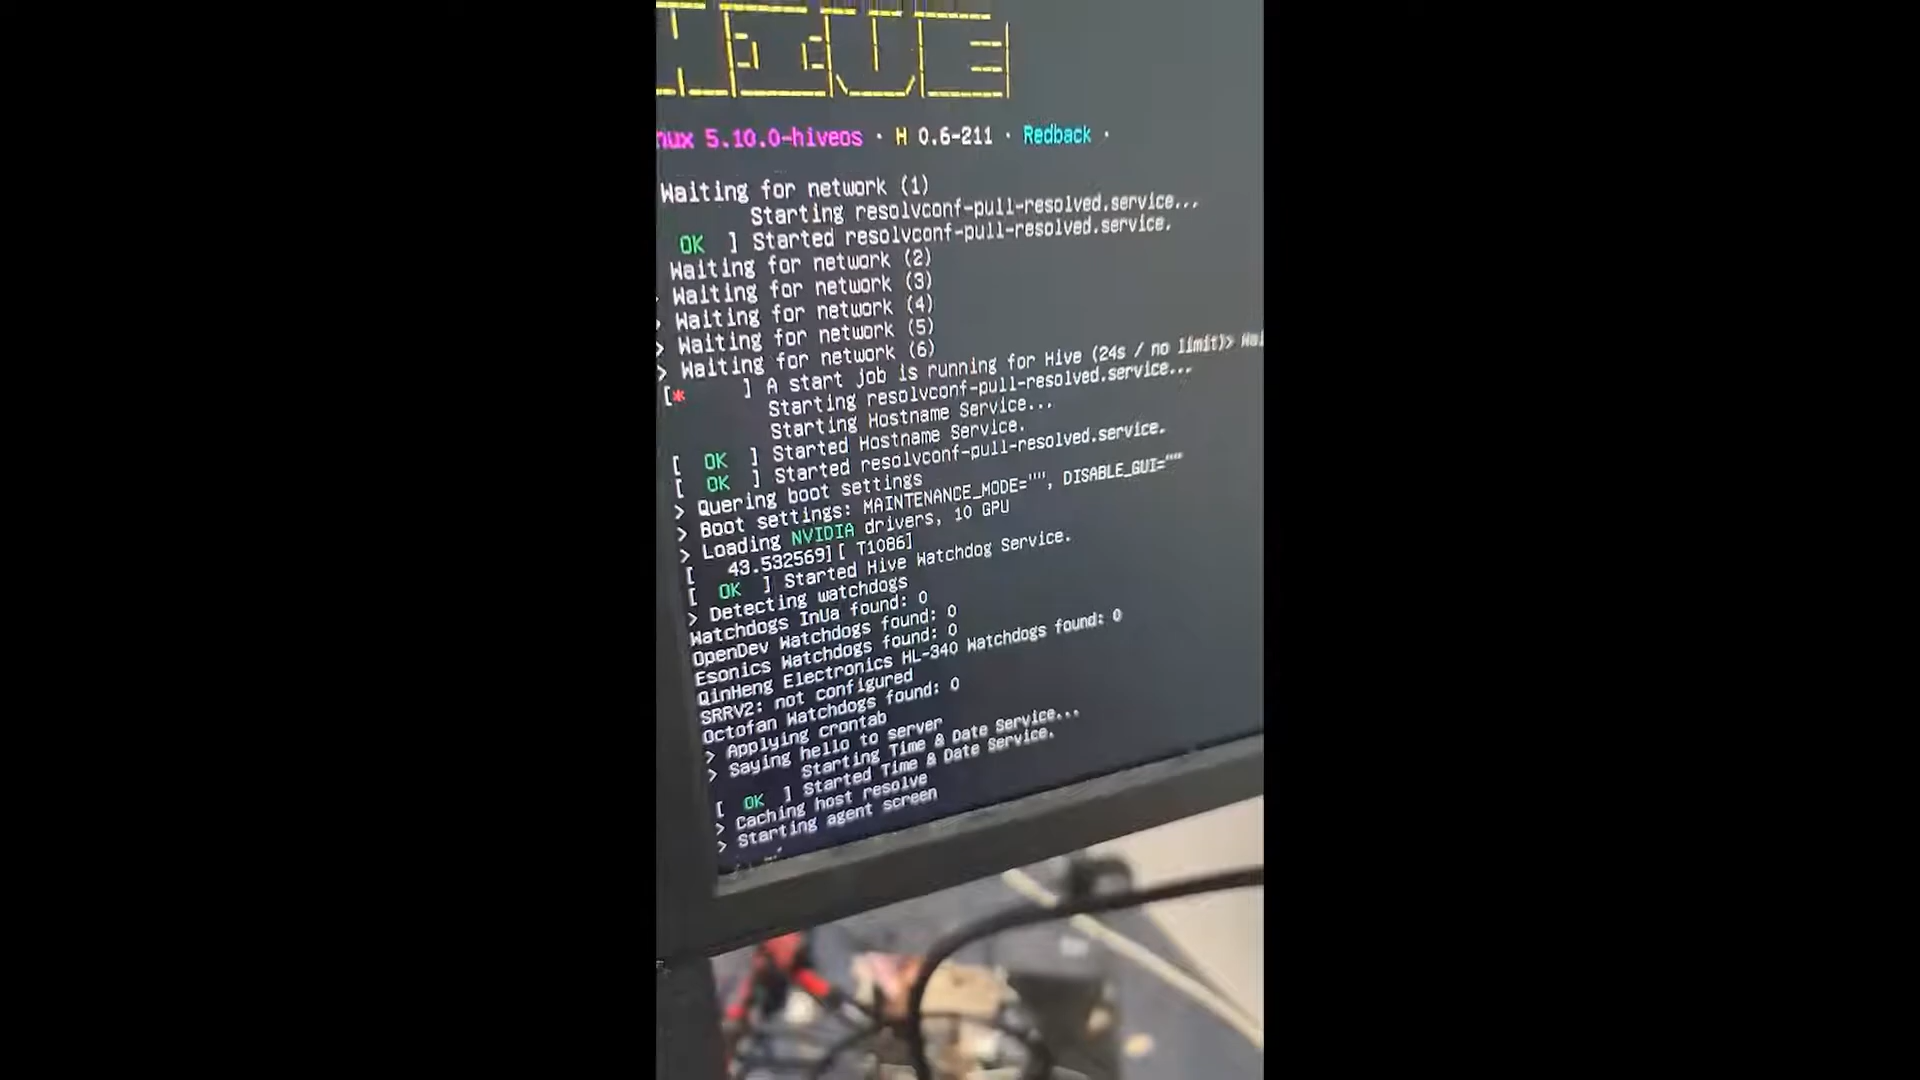 HIVE
nux 5.10.0-hiveos · H 0.6-211 · Redback ·
Waiting for network (1)
Starting resolvconf-pull-resolved.service...
OK ] Started resolvconf-pull-resolved.service.
Waiting for network (2)
> Waiting for network (3)
> Waiting for network (4)
> Waiting for network (5)
> Waiting for network (6)
[* ] A start job is running for Hive (24s / no limit)> Wai
Starting resolvconf-pull-resolved.service...
Starting Hostname Service...
[ OK ] Started Hostname Service.
[ OK ] Started resolvconf-pull-resolved.service.
> Quering boot settings
> Boot settings: MAINTENANCE_MODE="", DISABLE_GUI=""
> Loading NVIDIA drivers, 10 GPU
[ 43.532569][ T1086]
[ OK ] Started Hive Watchdog Service.
> Detecting watchdogs
Watchdogs InUa found: 0
OpenDev Watchdogs found: 0
Esonics Watchdogs found: 0
QinHeng Electronics HL-340 Watchdogs found: 0
SRRV2: not configured
Octofan Watchdogs found: 0
> Applying crontab
> Saying hello to server
Starting Time & Date Service...
[ OK ] Started Time & Date Service.
> Caching host resolve
> Starting agent screen